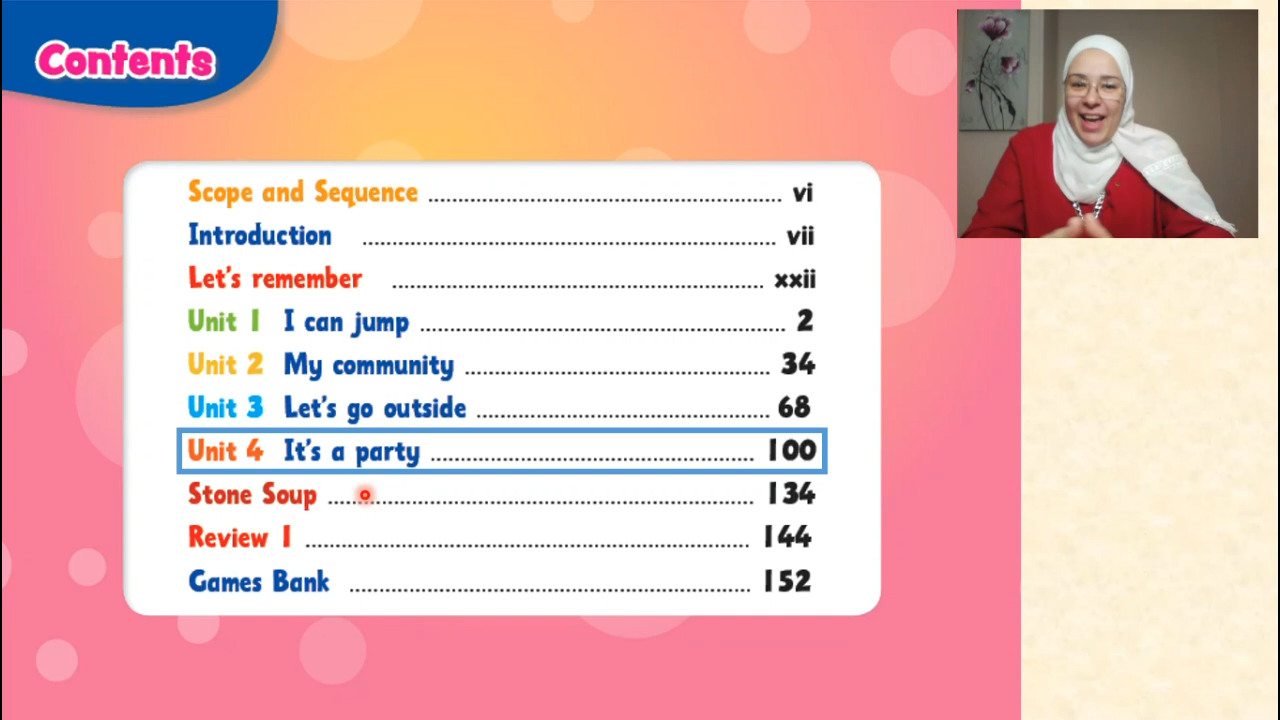 Contents
Scope and Sequence ................................................ vi
Introduction ................................................ vii
Let's remember ................................................ xxii
Unit 1 I can jump ................................................ 2
Unit 2 My community ................................................ 34
Unit 3 Let's go outside ................................................ 68
Unit 4 It's a party ................................................ 100
Stone Soup ................................................ 134
Review 1 ................................................ 144
Games Bank ................................................ 152